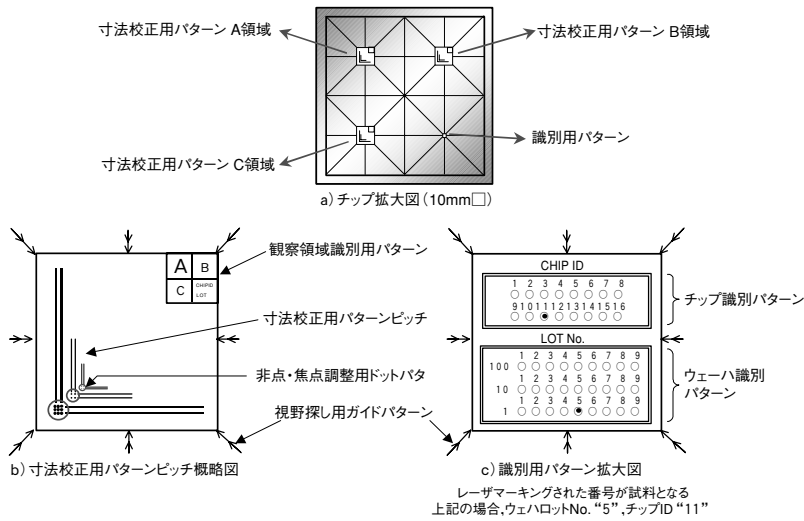 寸法校正用パターン A領域
寸法校正用パターン B領域
寸法校正用パターン C領域
識別用パターン
a)チップ拡大図(10mm□)
A B
C CHIPID
LOT
観察領域識別用パターン
寸法校正用パターンピッチ
非点・焦点調整用ドットパタ
視野探し用ガイドパターン
b)寸法校正用パターンピッチ概略図
CHIP ID
1 2 3 4 5 6 7 8
9 10 11 12 13 14 15 16
チップ識別パターン
LOT No.
1 2 3 4 5 6 7 8 9
100
1 2 3 4 5 6 7 8 9
10
1 2 3 4 5 6 7 8 9
1
ウェーハ識別
パターン
c)識別用パターン拡大図
レーザマーキングされた番号が試料となる
上記の場合,ウェハロットNo.“5”,チップID“11”